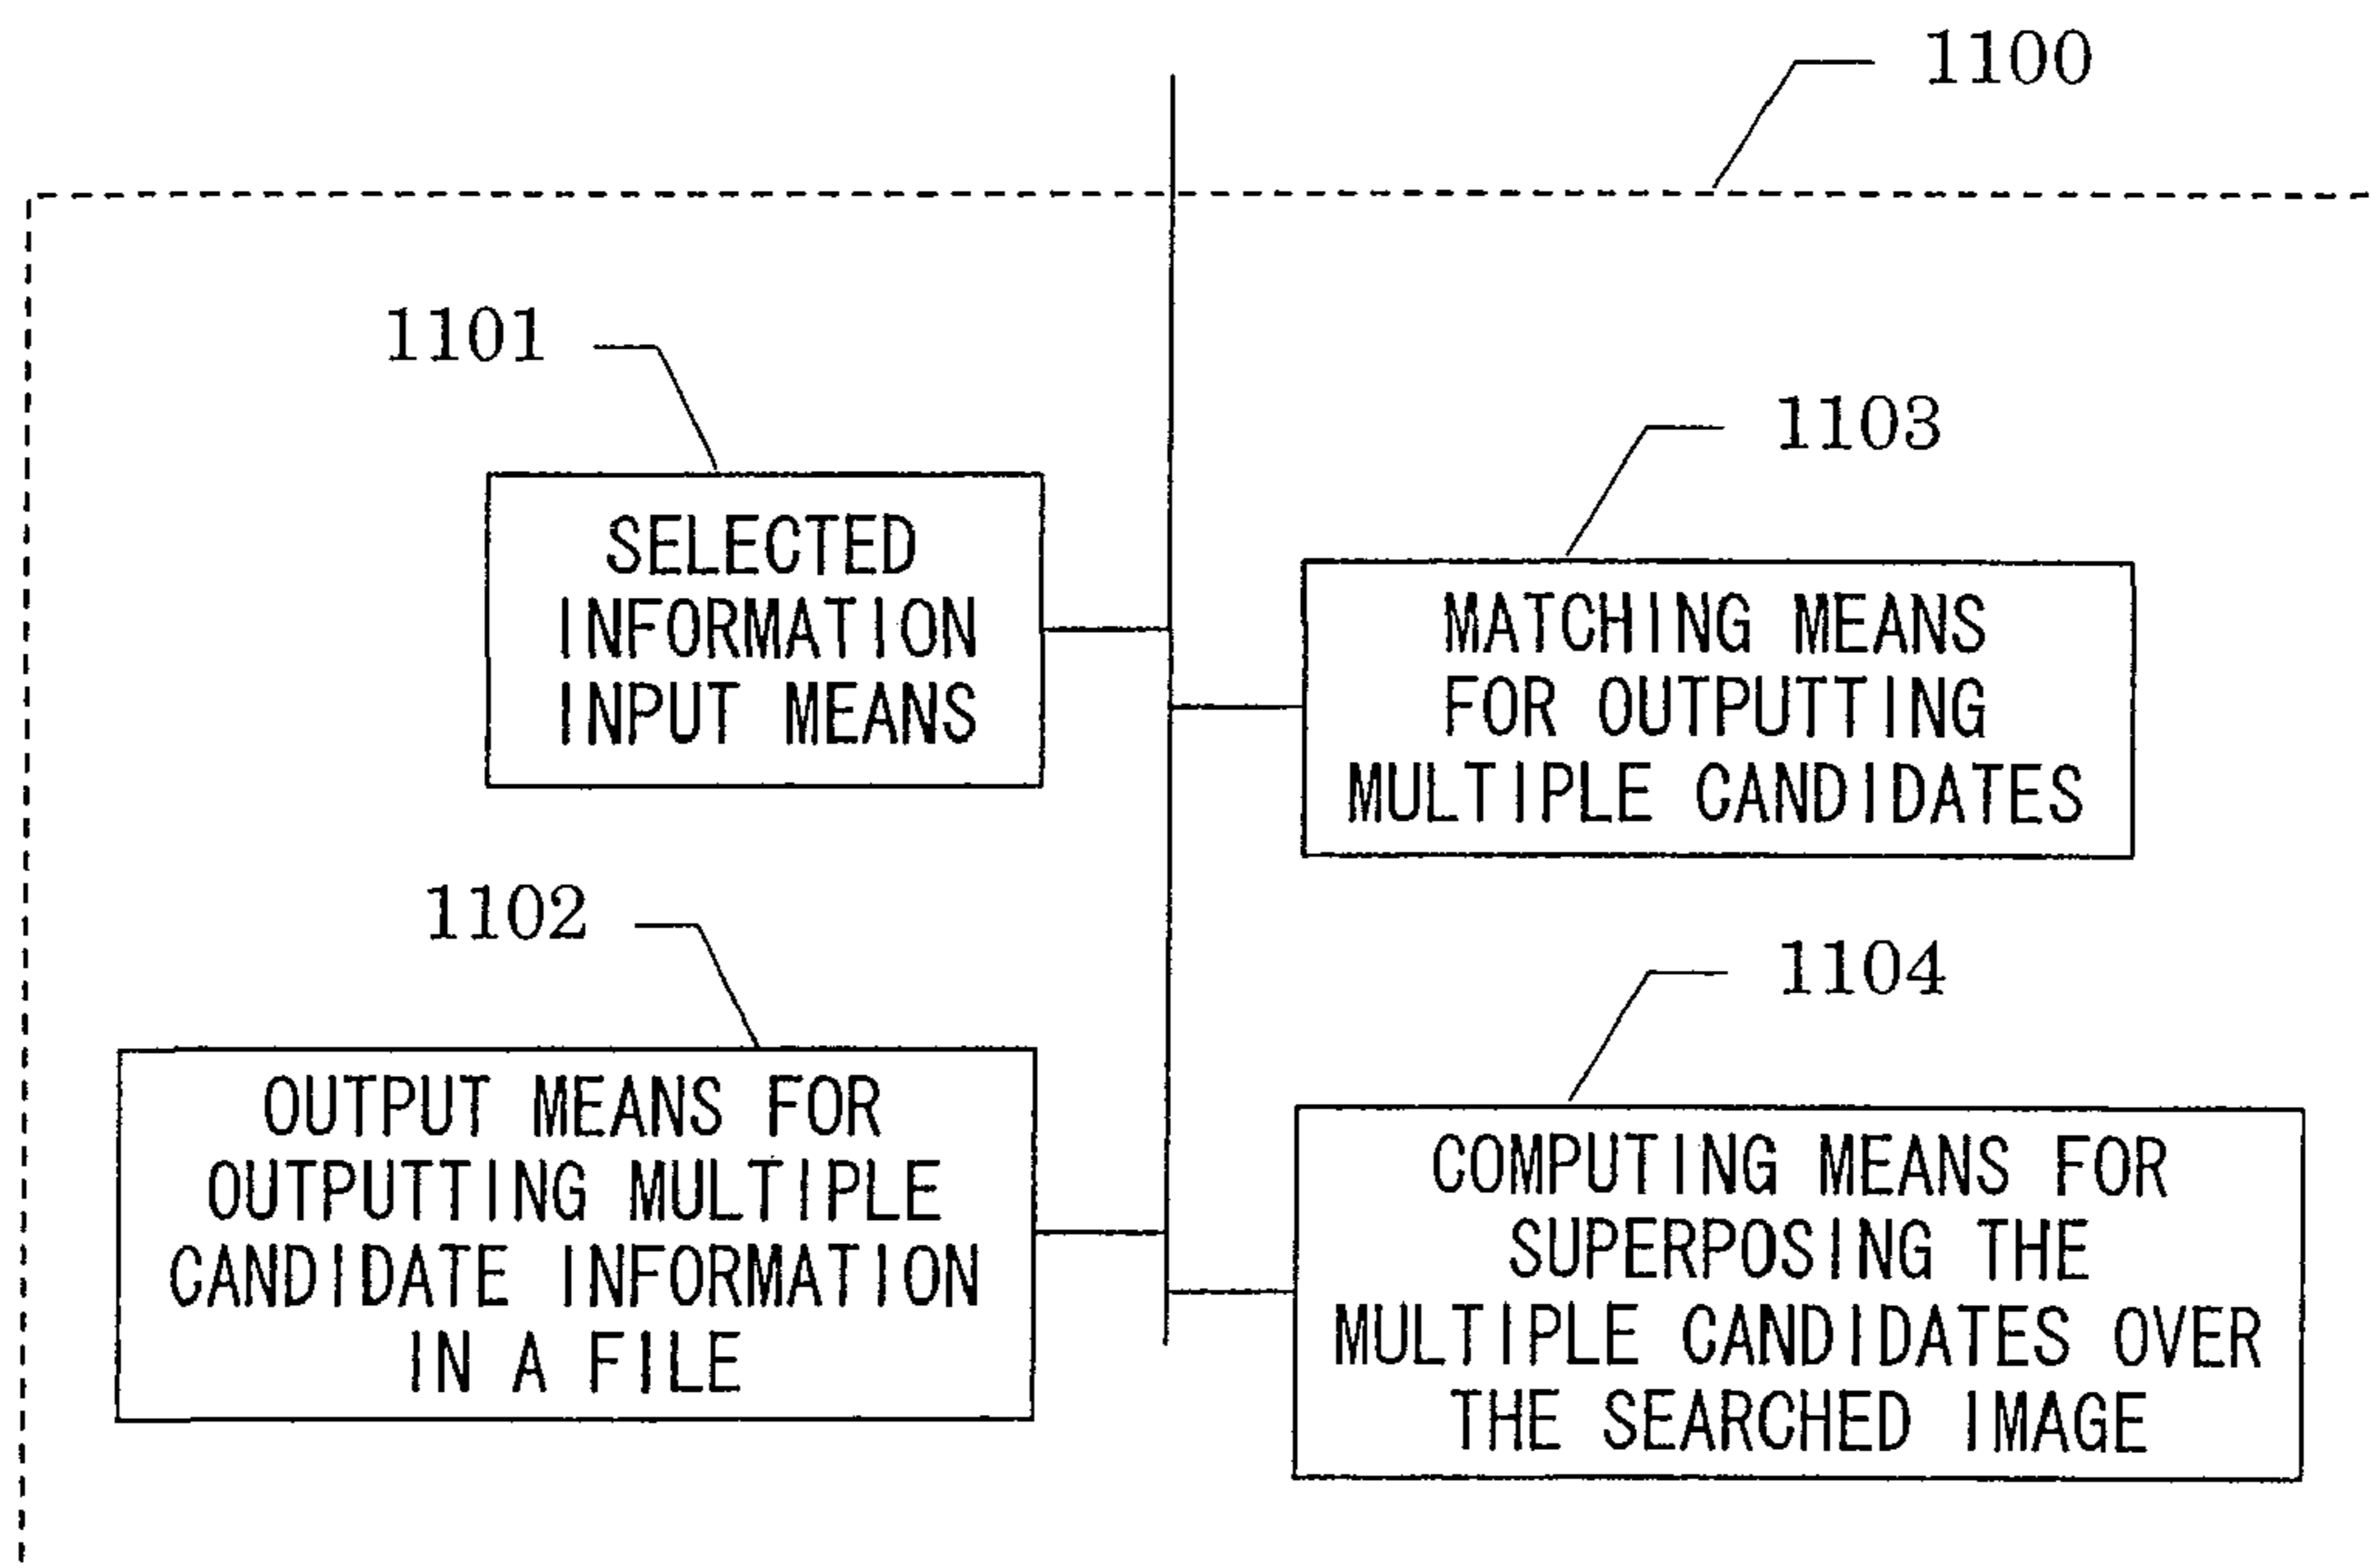 1100
1101
SELECTED
INFORMATION
INPUT MEANS
1103
MATCHING MEANS
FOR OUTPUTTING
MULTIPLE CANDIDATES
1102
OUTPUT MEANS FOR
OUTPUTTING MULTIPLE
CANDIDATE INFORMATION
IN A FILE
1104
COMPUTING MEANS FOR
SUPERPOSING THE
MULTIPLE CANDIDATES OVER
THE SEARCHED IMAGE